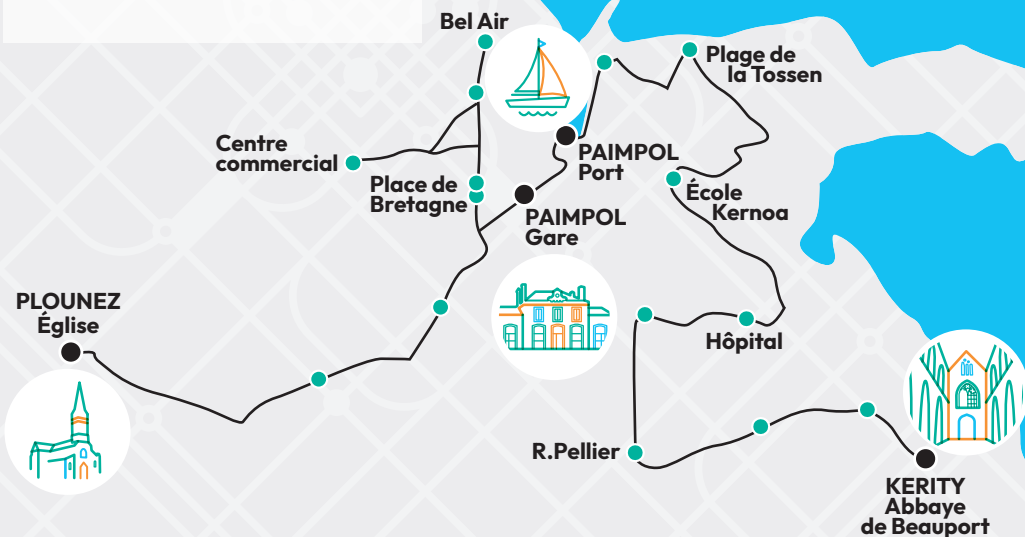 Bel Air
Plage de
la Tossen
Centre
commercial
PAIMPOL
Port
Place de
Bretagne
École
Kernoa
PAIMPOL
Gare
PLOUNEZ
Église
Hôpital
R.Pellier
KERITY
Abbaye
de Beauport